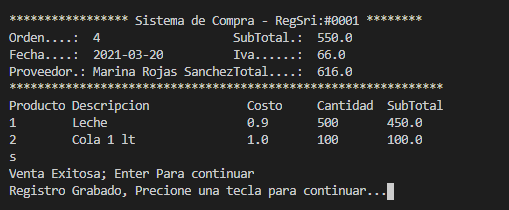 ***************** Sistema de Compra - RegSri:#0001 ********
Orden....:  4                   SubTotal.:  550.0
Fecha....:  2021-03-20          Iva......:  66.0
Proveedor.: Marina Rojas SanchezTotal....:  616.0
**************************************************************
Producto Descripcion            Costo     Cantidad  SubTotal
1        Leche                  0.9       500       450.0
2        Cola 1 lt              1.0       100       100.0
s
Venta Exitosa; Enter Para continuar
Registro Grabado, Precione una tecla para continuar...